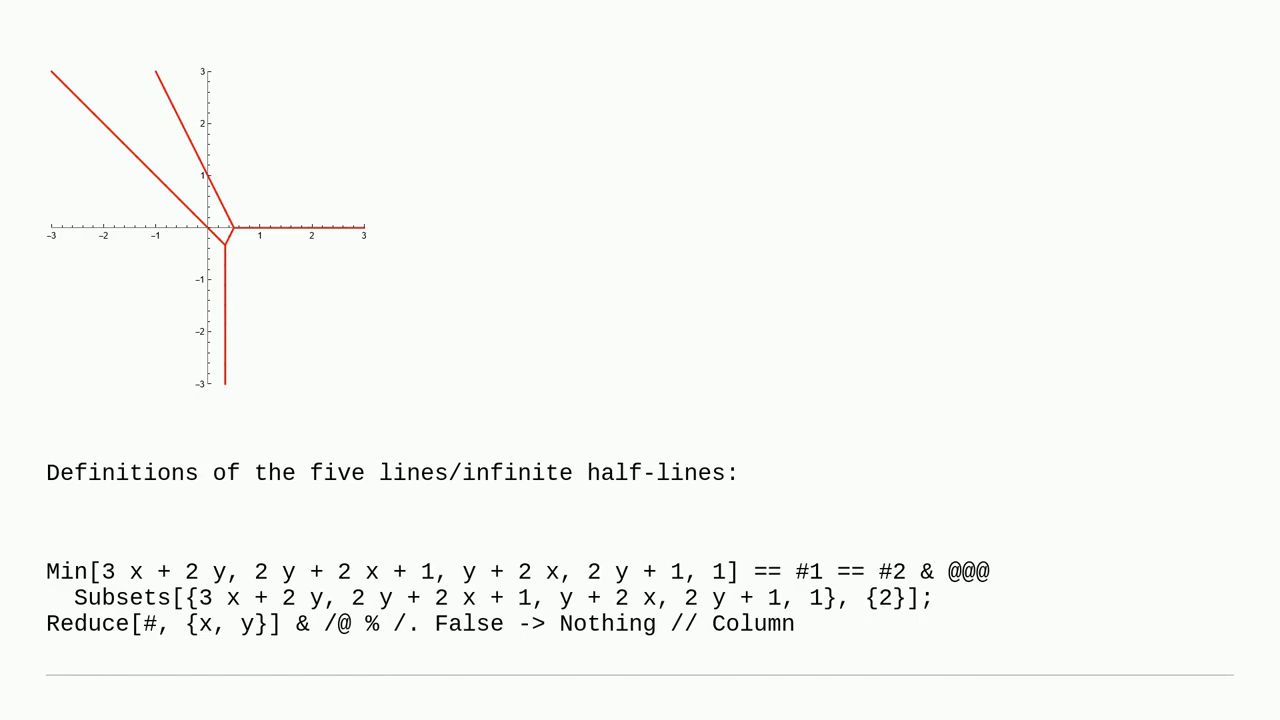 3
2
1
-3 -2 -1 1 2 3
-1
-2
-3
Definitions of the five lines/infinite half-lines:
Min[3 x + 2 y, 2 y + 2 x + 1, y + 2 x, 2 y + 1, 1] == #1 == #2 & @@@
Subsets[{3 x + 2 y, 2 y + 2 x + 1, y + 2 x, 2 y + 1, 1}, {2}];
Reduce[#, {x, y}] & /@ % /. False -> Nothing // Column